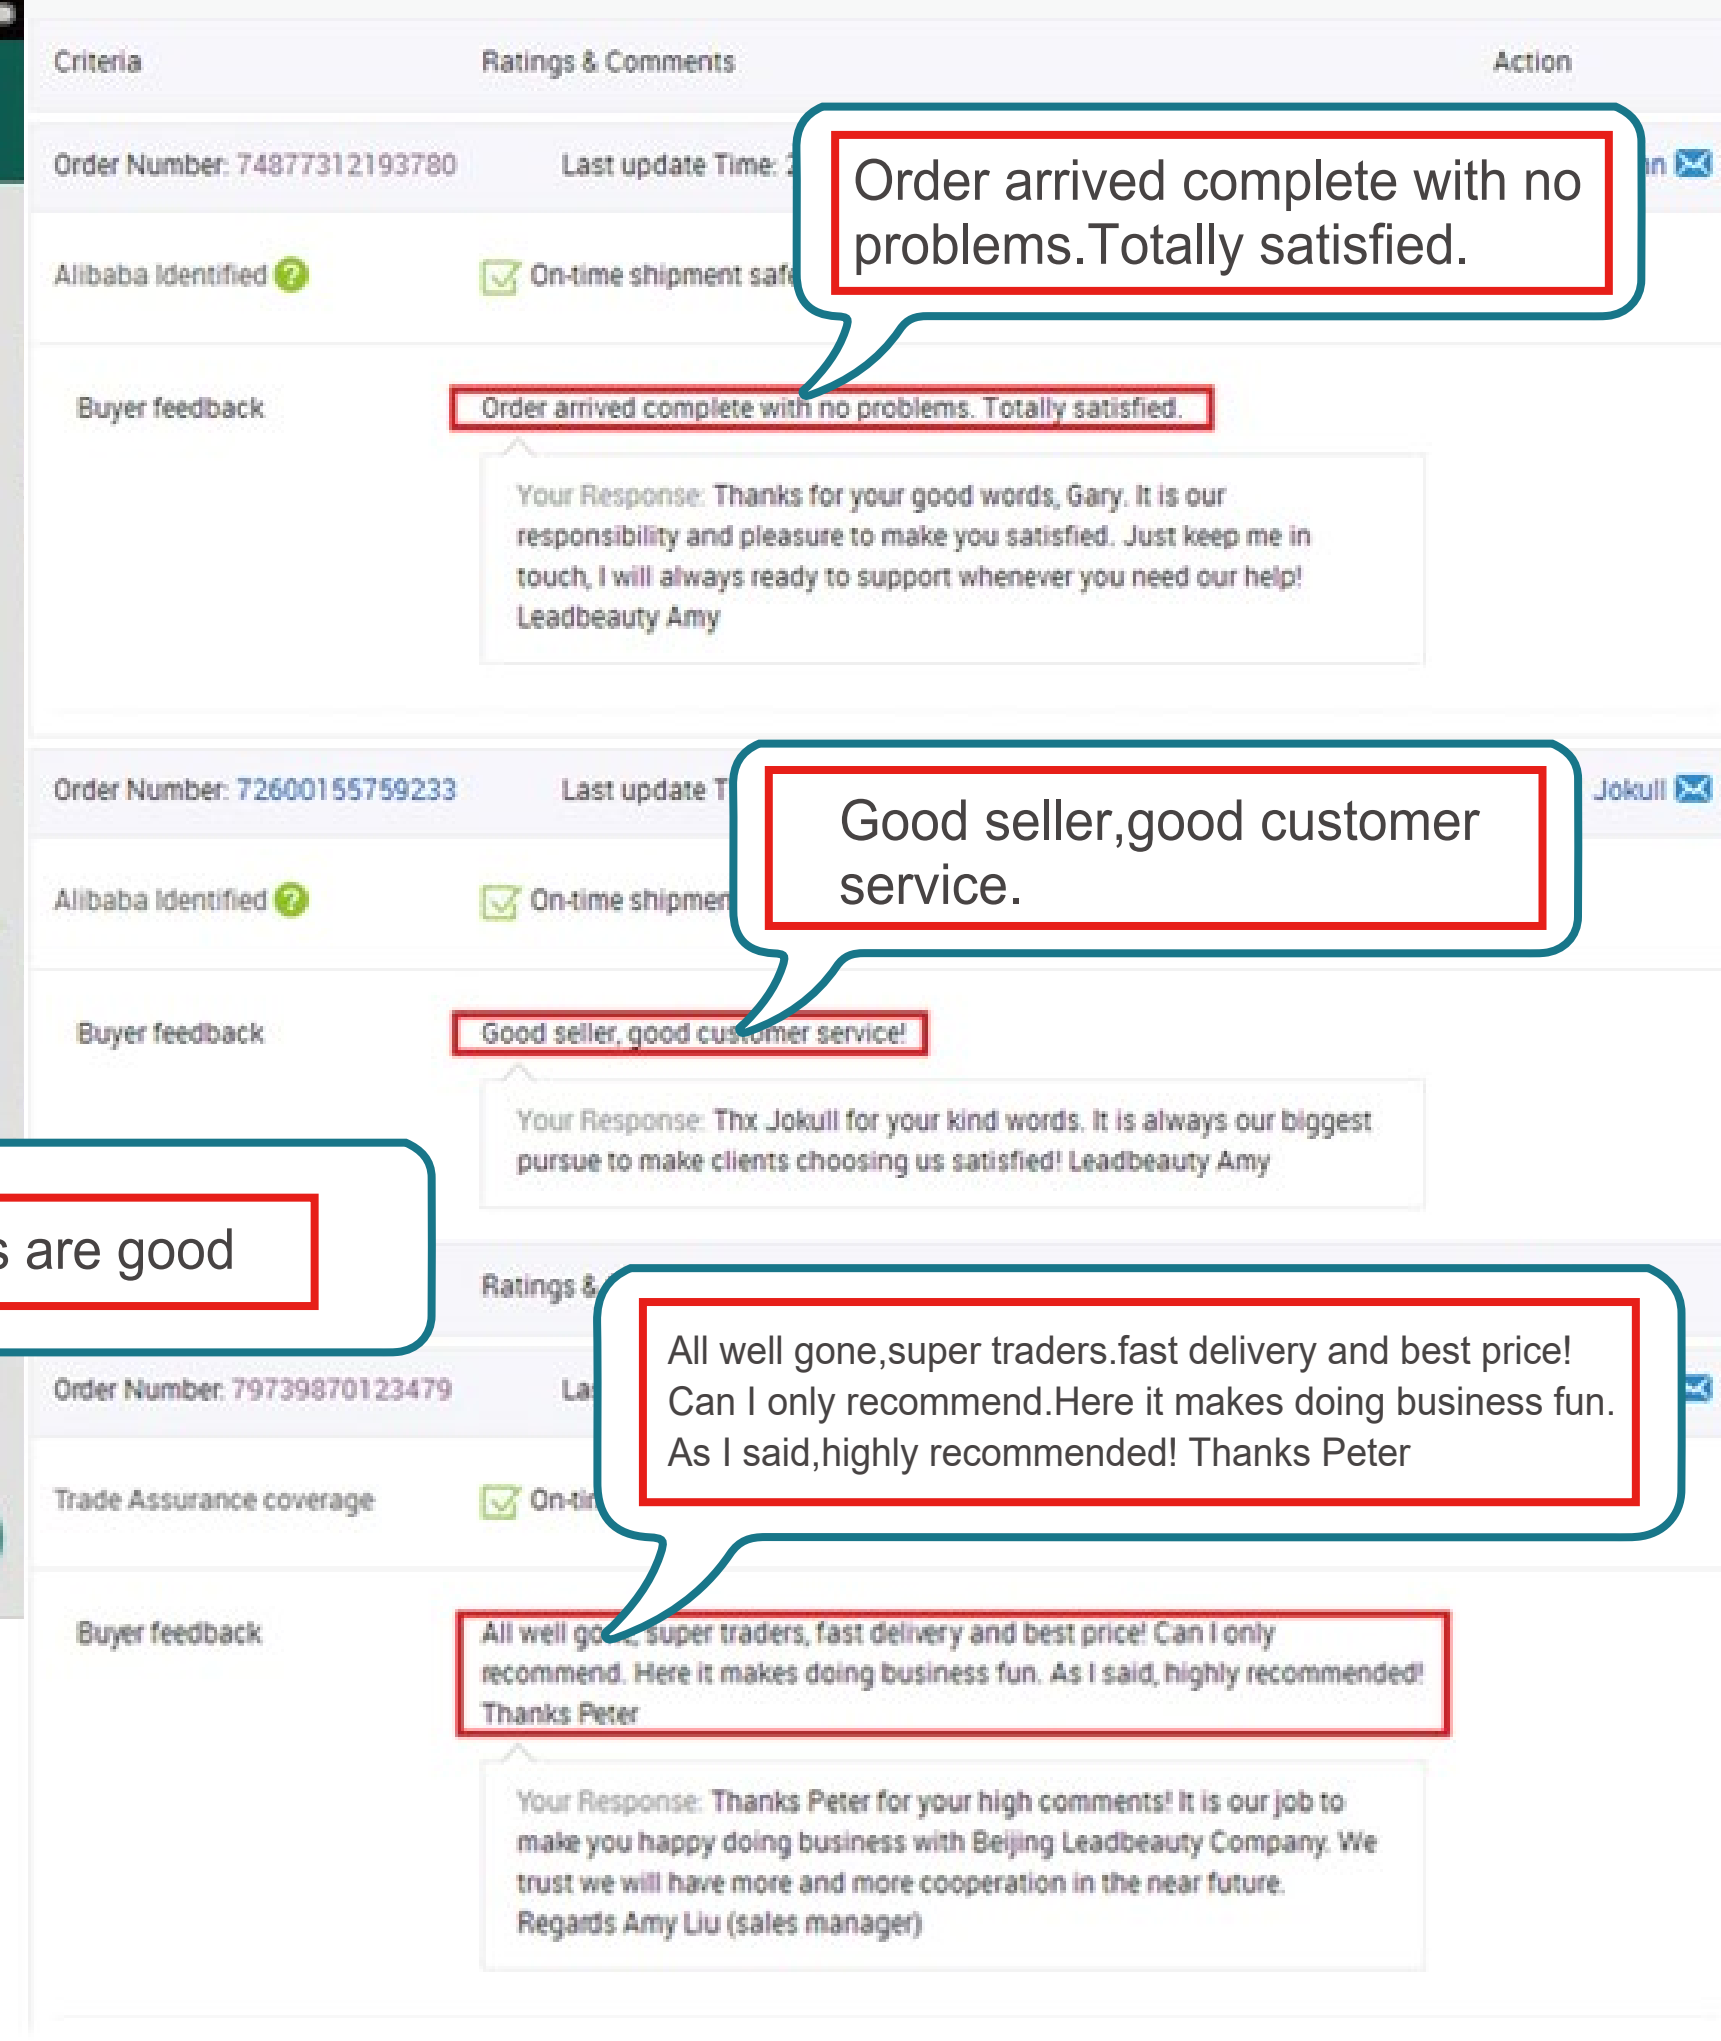 Criteria Ratings & Comments Action
Order Number: 74877312193780 Last update Time:
Order arrived complete with no
problems.Totally satisfied.
Alibaba Identified On-time shipment safe
Buyer feedback Order arrived complete with no problems. Totally satisfied.
Your Response: Thanks for your good words, Gary. It is our
responsibility and pleasure to make you satisfied. Just keep me in
touch, I will always ready to support whenever you need our help!
Leadbeauty Amy
Order Number: 72600155759233 Last update T Jokull
Good seller,good customer
service.
Alibaba Identified On-time shipmen
Buyer feedback Good seller, good customer service!
Your Response: Thx Jokull for your kind words. It is always our biggest
pursue to make clients choosing us satisfied! Leadbeauty Amy
s are good
Ratings &
All well gone,super traders.fast delivery and best price!
Can I only recommend.Here it makes doing business fun.
As I said,highly recommended! Thanks Peter
Order Number: 79739870123479 La
Trade Assurance coverage On-ti
Buyer feedback All well gone, super traders, fast delivery and best price! Can I only
recommend. Here it makes doing business fun. As I said, highly recommended!
Thanks Peter
Your Response: Thanks Peter for your high comments! It is our job to
make you happy doing business with Beijing Leadbeauty Company. We
trust we will have more and more cooperation in the near future.
Regards Amy Liu (sales manager)